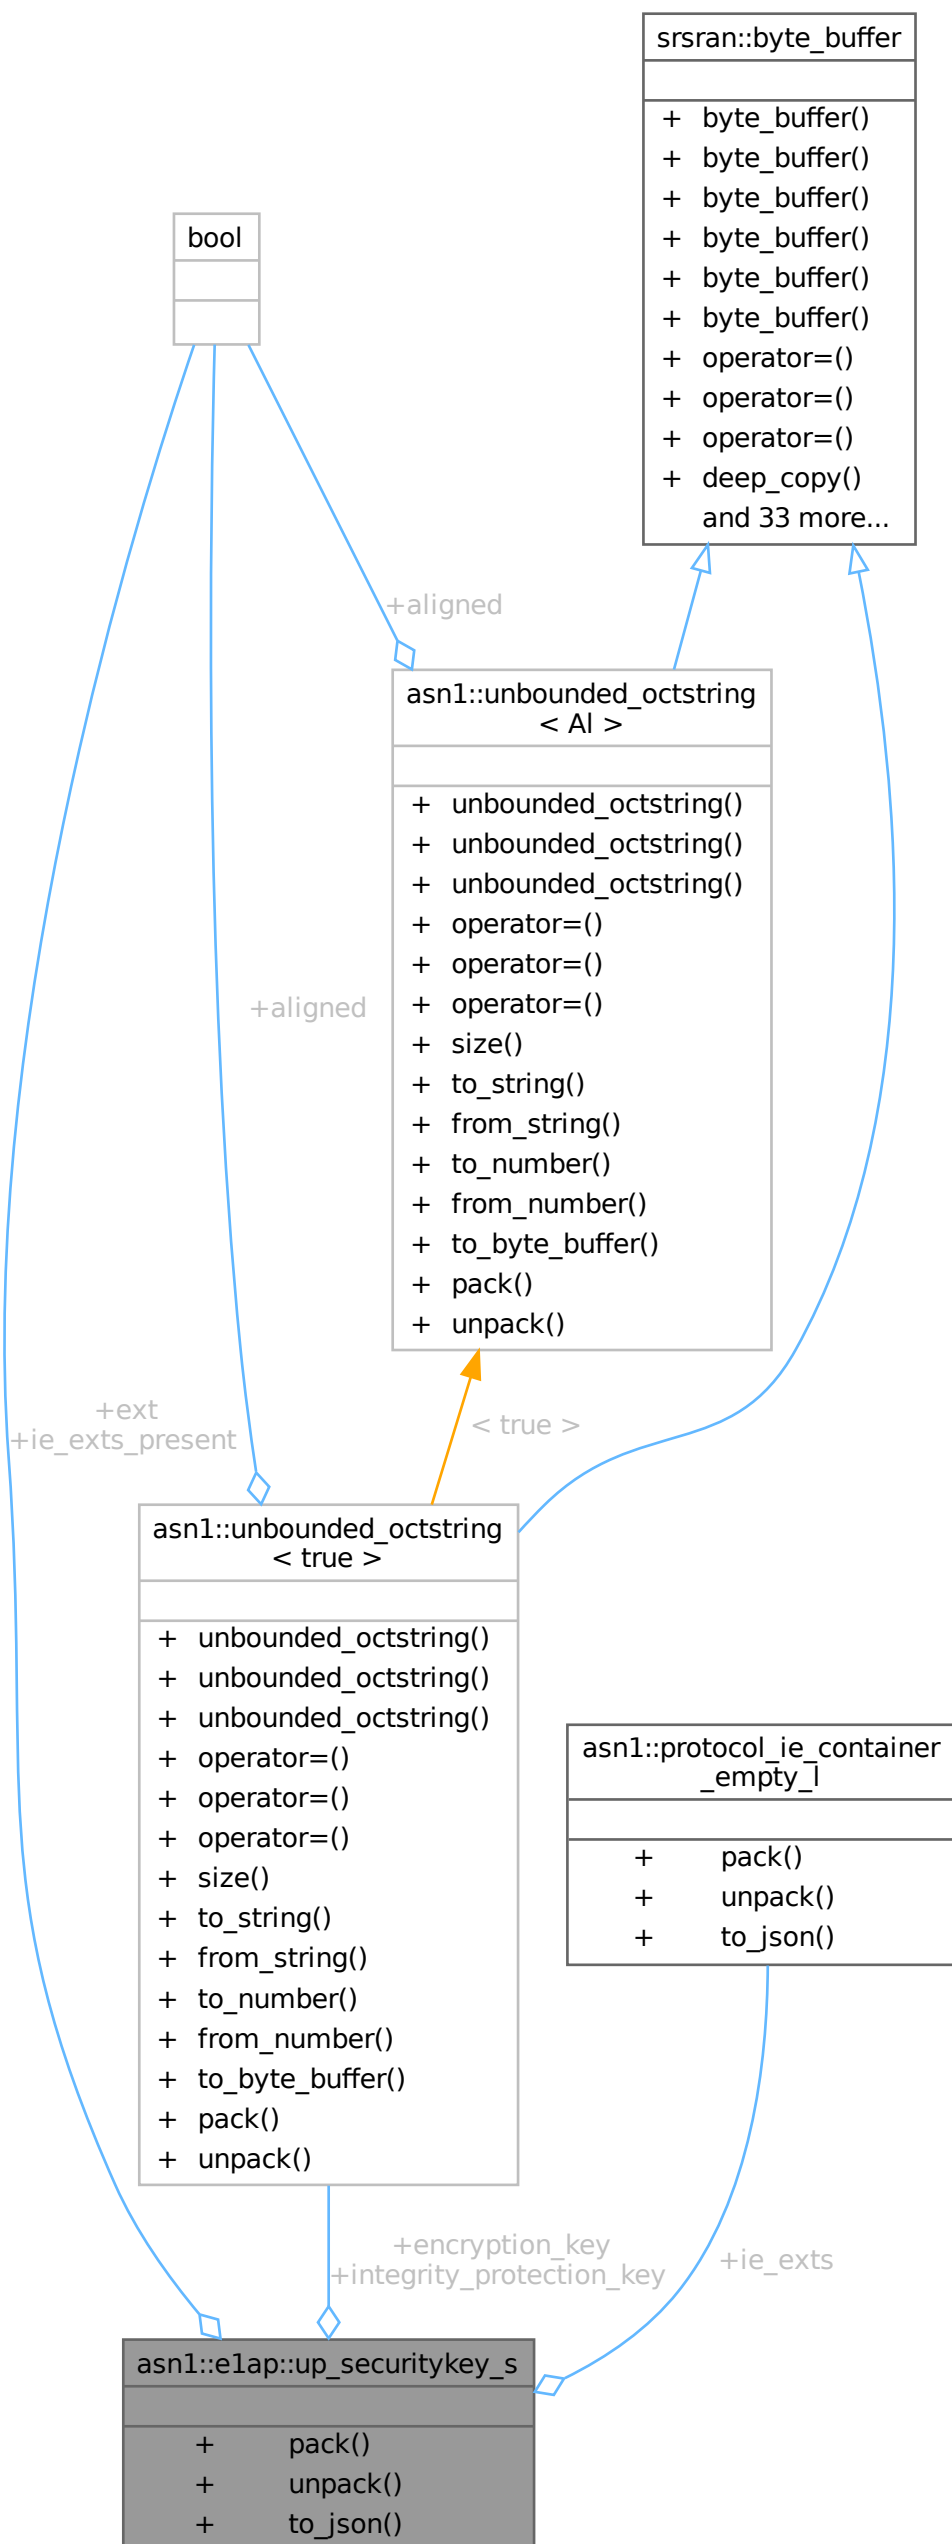 srsran::byte_buffer
+ byte_buffer()
+ byte_buffer()
+ byte_buffer()
+ byte_buffer()
+ byte_buffer()
+ byte_buffer()
+ operator=()
+ operator=()
+ operator=()
+ deep_copy()
and 33 more...
bool
+aligned
asn1::unbounded_octstring
< Al >
+ unbounded_octstring()
+ unbounded_octstring()
+ unbounded_octstring()
+ operator=()
+ operator=()
+ operator=()
+ size()
+ to_string()
+ from_string()
+ to_number()
+ from_number()
+ to_byte_buffer()
+ pack()
+ unpack()
+aligned
+ext
+ie_exts_present
< true >
asn1::unbounded_octstring
< true >
+ unbounded_octstring()
+ unbounded_octstring()
+ unbounded_octstring()
+ operator=()
+ operator=()
+ operator=()
+ size()
+ to_string()
+ from_string()
+ to_number()
+ from_number()
+ to_byte_buffer()
+ pack()
+ unpack()
asn1::protocol_ie_container
_empty_l
+ pack()
+ unpack()
+ to_json()
+encryption_key
+integrity_protection_key
+ie_exts
asn1::e1ap::up_securitykey_s
+ pack()
+ unpack()
+ to_json()